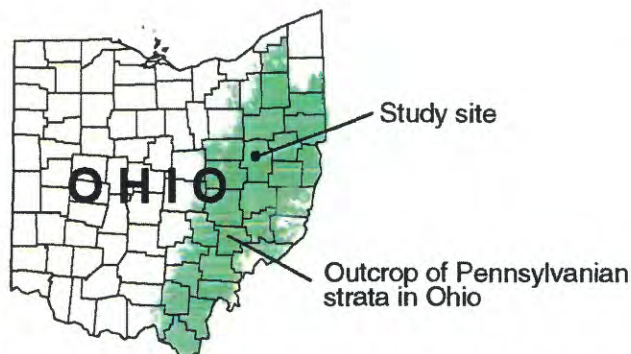 Study site
OHIO
Outcrop of Pennsylvanian
strata in Ohio